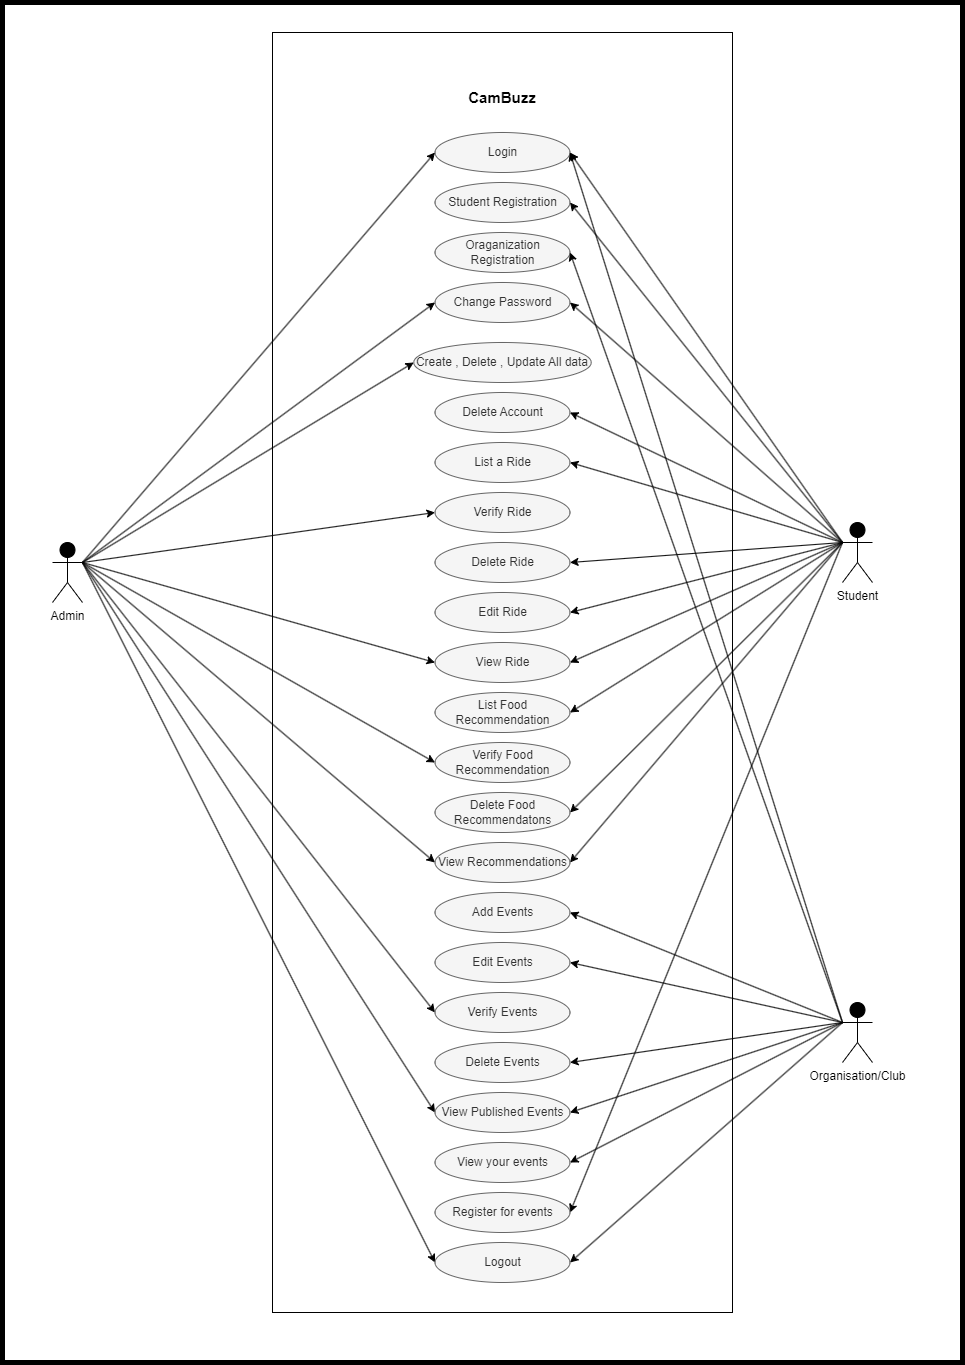 CamBuzz
Login
Student Registration
Oraganization
Registration
Change Password
Create , Delete , Update All data
Delete Account
List a Ride
Verify Ride
Delete Ride
Edit Ride
View Ride
List Food
Recommendation
Verify Food
Recommendation
Delete Food
Recommendatons
View Recommendations
Add Events
Edit Events
Verify Events
Delete Events
View Published Events
View your events
Register for events
Logout
Admin
Student
Organisation/Club